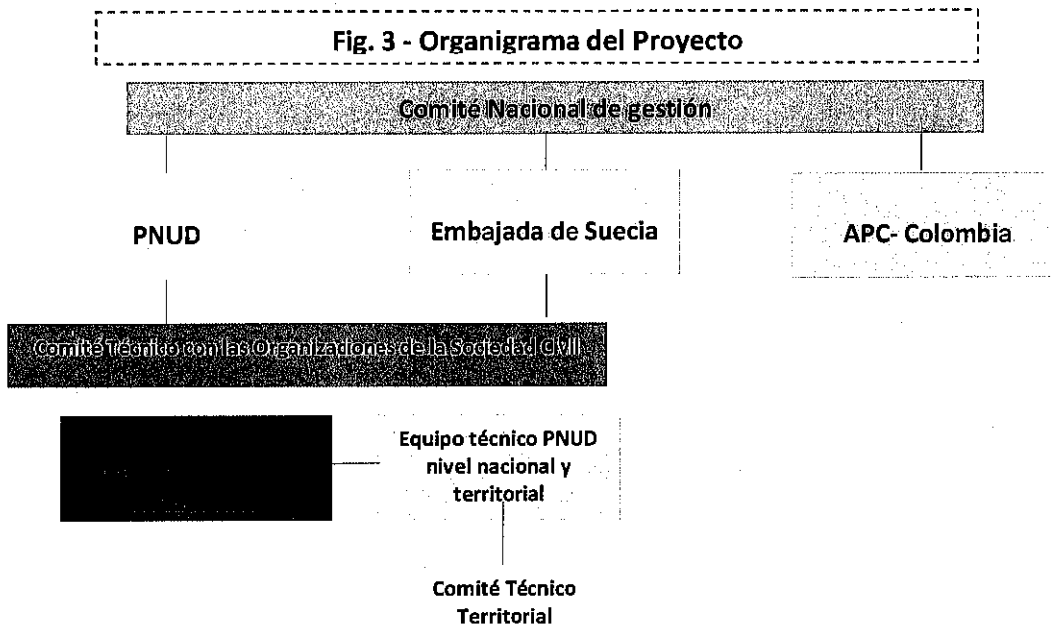 Fig. 3 - Organigrama del Proyecto
Comité Nacional de gestión
PNUD
Embajada de Suecia
APC- Colombia
Comité Técnico con las Organizaciones de la Sociedad Civil
Equipo técnico PNUD
nivel nacional y
territorial
Comité Técnico
Territorial